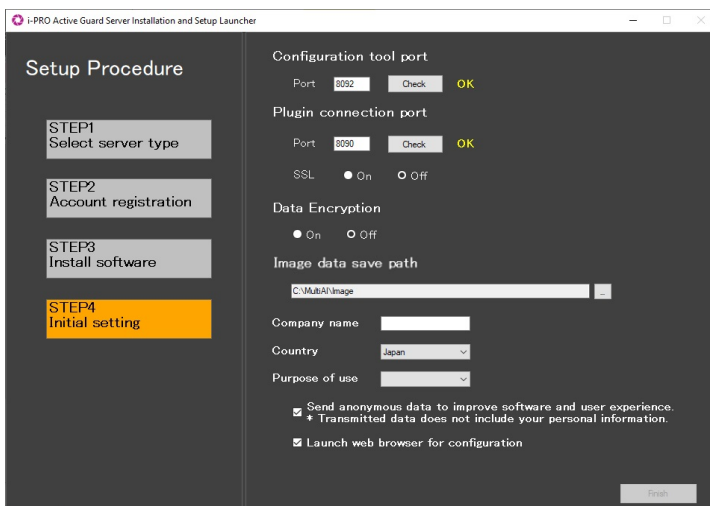 i-PRO Active Guard Server Installation and Setup Launcher
Setup Procedure
STEP1
Select server type
STEP2
Account registration
STEP3
Install software
STEP4
Initial setting
Configuration tool port
Port 8092 Check OK
Plugin connection port
Port 8090 Check OK
SSL On Off
Data Encryption
On Off
Image data save path
C:\MultiAI\Image ...
Company name
Country Japan
Purpose of use
Send anonymous data to improve software and user experience.
* Transmitted data does not include your personal information.
Launch web browser for configuration
Finish